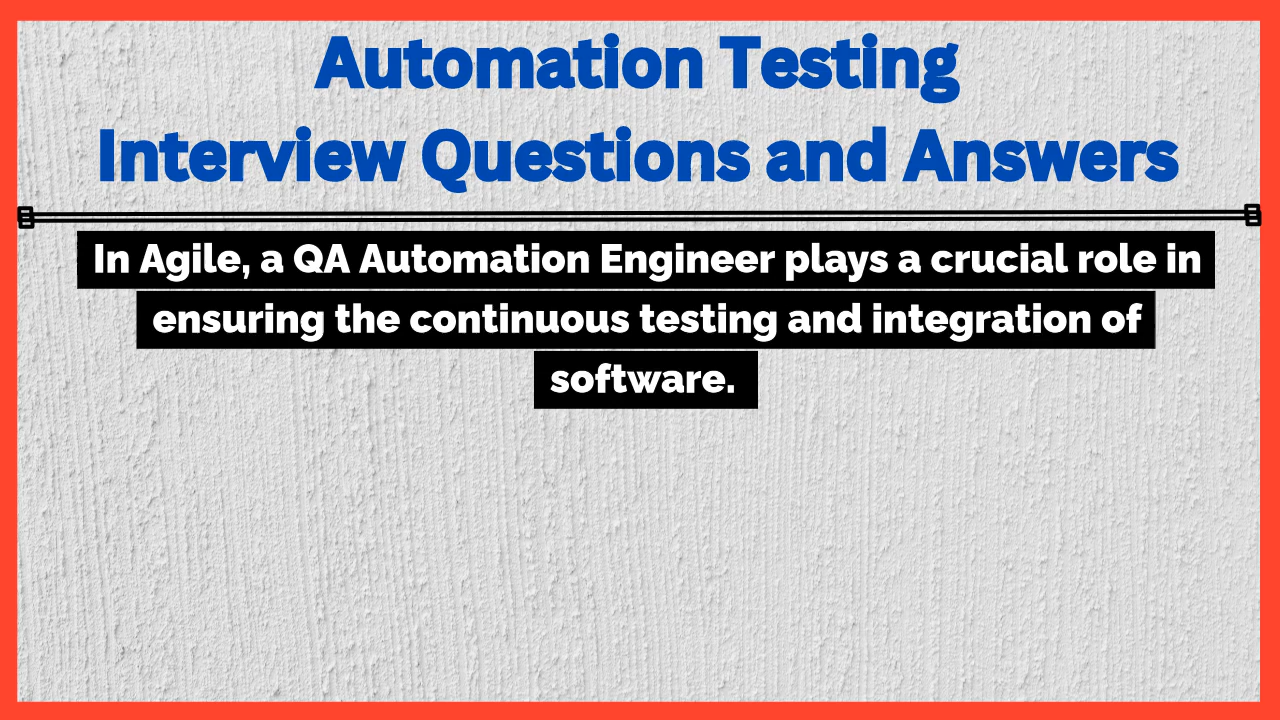 Automation Testing
Interview Questions and Answers
In Agile, a QA Automation Engineer plays a crucial role in
ensuring the continuous testing and integration of
software.